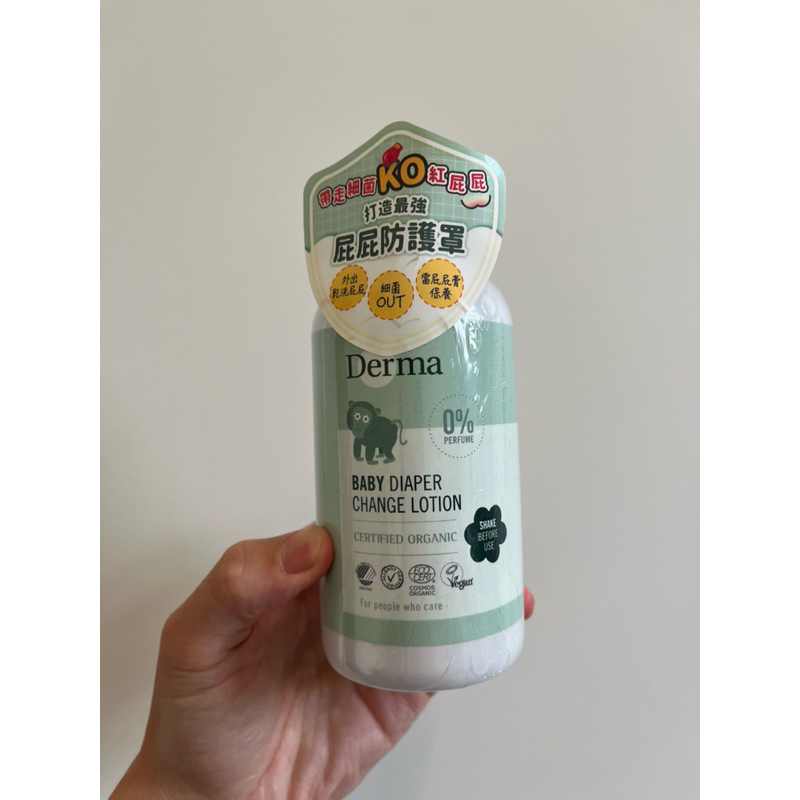 帶走細菌KO紅屁屁
打造最強
屁屁防護罩
外出
乾洗屁屁
細菌
OUT
當屁屁膏
保養
Derma
0%
PERFUME
BABY DIAPER
CHANGE LOTION
CERTIFIED ORGANIC
SHAKE
BEFORE
USE
ECO
CERT
COSMOS
ORGANIC
Vegan
For people who care